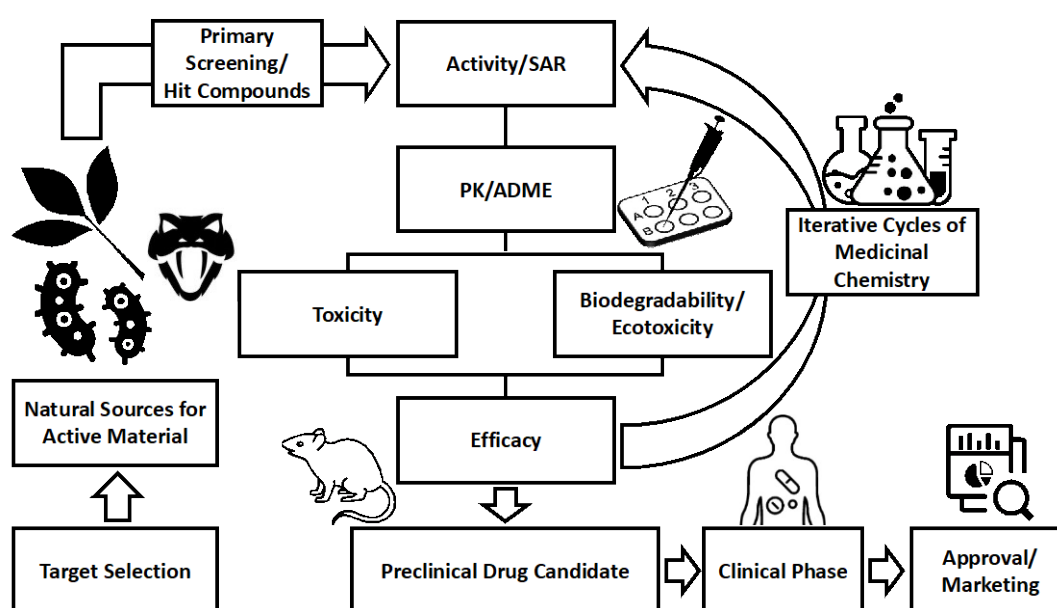 Primary
Screening/
Hit Compounds
Activity/SAR
PK/ADME
1 2 3
A
B
Iterative Cycles of
Medicinal
Chemistry
Toxicity
Biodegradability/
Ecotoxicity
Natural Sources for
Active Material
Efficacy
Target Selection
Preclinical Drug Candidate
Clinical Phase
Approval/
Marketing